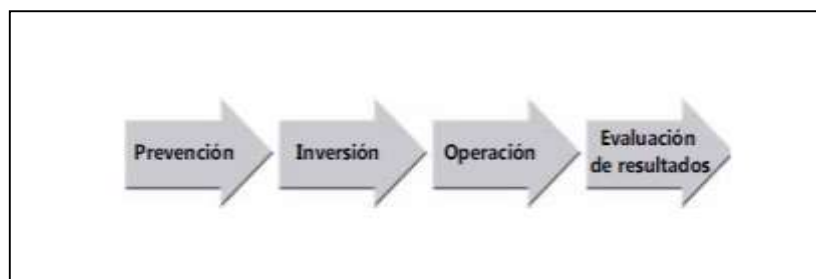 Prevención
Inversión
Operación
Evaluación
de resultados